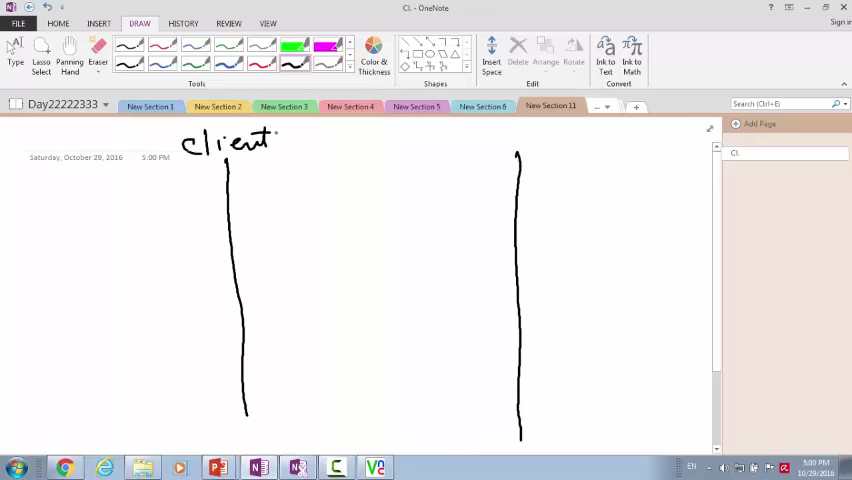 CI. - OneNote
Sign in
FILE HOME INSERT DRAW HISTORY REVIEW VIEW
Type
Lasso Select
Panning Hand
Eraser
Color & Thickness
Insert Space
Delete
Arrange
Rotate
Ink to Text
Ink to Math
Tools
Shapes
Edit
Convert
Day22222333
New Section 1
New Section 2
New Section 3
New Section 4
New Section 5
New Section 6
New Section 11
Search (Ctrl+E)
Add Page
CI.
client
Saturday, October 29, 2016 5:00 PM
EN
5:00 PM
10/29/2016